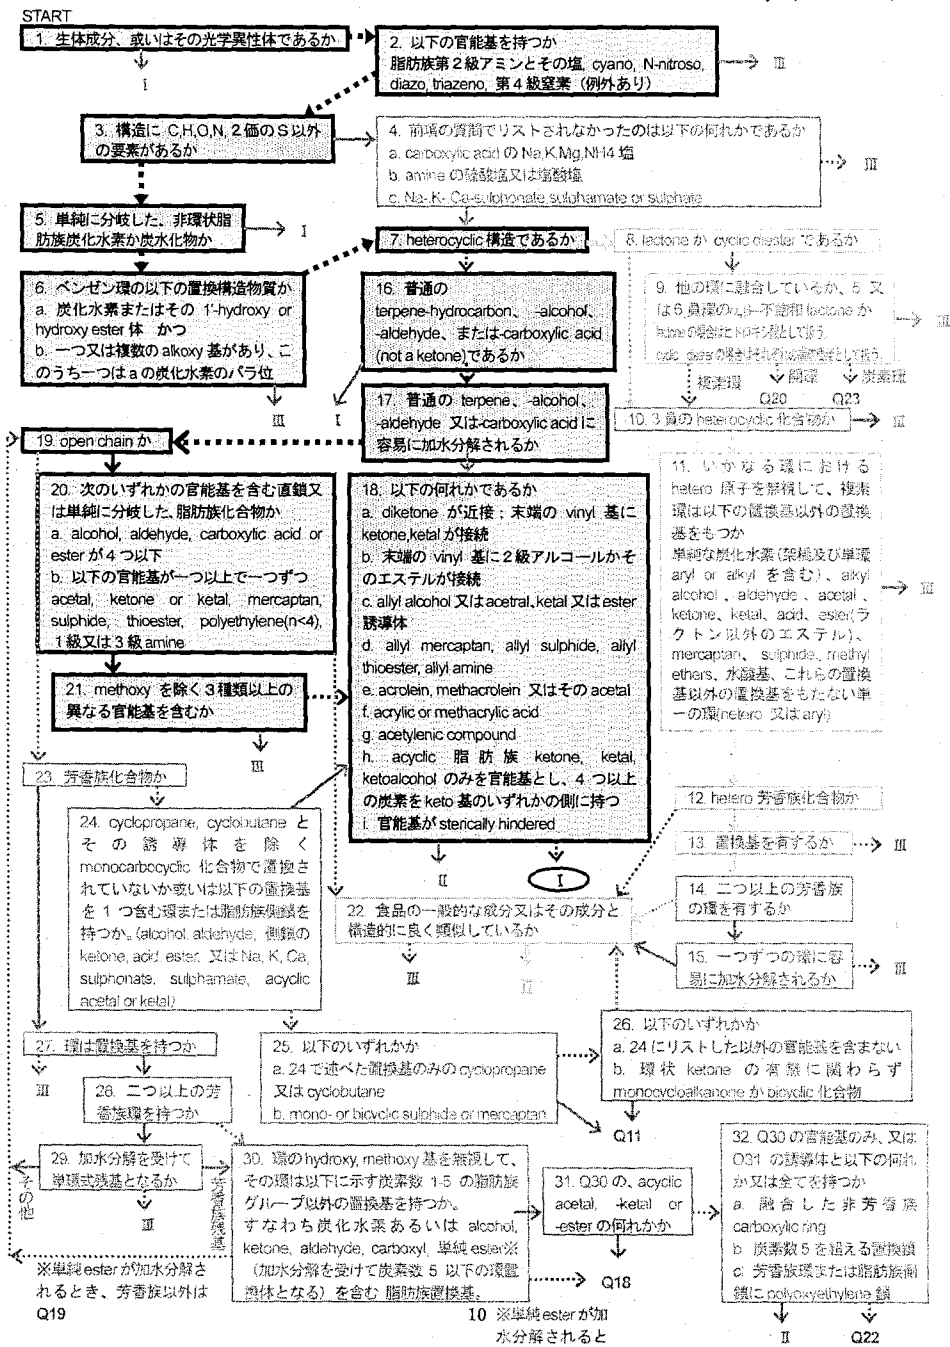 START
1. 生体成分、或いはその光学異性体であるか
I
2. 以下の官能基を持つか
脂肪族第2級アミンとその塩, cyano, N-nitroso,
diazo, triazeno, 第4級窒素（例外あり）
III
3. 構造に C,H,O,N, 2価のS以外
の要素があるか
4. 前項の質問でリストされなかったのは以下の何れかであるか
a. carboxylic acid のNa,K,Mg,NH4 塩
b. amine の硫酸塩又は塩酸塩
c. Na-,K- Ca-sulphonate, sulphamate or sulphate
III
5. 単純に分岐した、非環状脂
肪族炭化水素か炭水化物か
I
7. heterocyclic 構造であるか
8. lactone か cyclic diester であるか
6. ベンゼン環の以下の置換構造物質か
a. 炭化水素またはその 1'-hydroxy or
hydroxy ester 体 かつ
b. 一つ又は複数の alkoxy 基があり、こ
のうち一つは a の炭化水素のパラ位
III
16. 普通の
terpene-hydrocarbon、 -alcohol、
-aldehyde、または-carboxylic acid
(not a ketone)であるか
I
9. 他の環に融合しているか、5 又
は6 員環の 不飽和 lactone か
III
複素環
開環
炭素環
Q20
Q23
17. 普通の terpene、-alcohol、
-aldehyde 又は-carboxylic acid に
容易に加水分解されるか
10. 3 員の heterocyclic 化合物か
III
19. open chain か
20. 次のいずれかの官能基を含む直鎖又
は単純に分岐した、脂肪族化合物か
a. alcohol, aldehyde, carboxylic acid or
ester が 4 つ以下
b. 以下の官能基が一つ以上で一つずつ
acetal, ketone or ketal, mercaptan,
sulphide, thioester, polyethylene(n<4),
1 級又は 3 級 amine
18. 以下の何れかであるか
a. diketone が近接；末端の vinyl 基に
ketone,ketal が接続
b. 末端の vinyl 基に2級アルコールかそ
のエステルが接続
c. allyl alcohol 又は acetral、ketal 又は ester
誘導体
d. allyl mercaptan, allyl sulphide, allyl
thioester, allyl amine
e. acrolein, methacrolein 又はその acetal
f. acrylic or methacrylic acid
g. acetylenic compound
h. acyclic 脂肪族 ketone, ketal,
ketoalcohol のみを官能基とし、4 つ以上
の炭素を keto 基のいずれかの側に持つ
i. 官能基が sterically hindered
II
I
11. いかなる環における
hetero 原子を無視して、複素
環は以下の置換基以外の置換
基をもつか
単純な炭化水素(架橋及び単環
aryl or alkyl を含む)、alkyl
alcohol 、aldehyde 、acetal 、
ketone、ketal、acid、ester(ラ
クトン以外のエステル)、
mercaptan、 sulphide、methyl
ethers、水酸基、これらの置換
基以外の置換基をもたない単
一の環(hetero 又は aryl)
III
21. methoxy を除く 3 種類以上の
異なる官能基を含むか
III
23. 芳香族化合物か
24. cyclopropane, cyclobutane と
その誘導体を除く
monocarbocyclic 化合物で置換さ
れていないか或いは以下の置換基
を 1 つ含む環または脂肪族側鎖を
持つか。(alcohol, aldehyde, 側鎖の
ketone, acid, ester, 又は Na, K, Ca,
sulphonate, sulphamate, acyclic
acetal or ketal)
12. hetero 芳香族化合物か
13. 置換基を有するか
III
14. 二つ以上の芳香族
の環を有するか
22. 食品の一般的な成分又はその成分と
構造的に良く類似しているか
III
II
15. 一つずつの環に容
易に加水分解されるか
III
27. 環は置換基を持つか
III
25. 以下のいずれかか
a. 24 で述べた置換基のみの cyclopropane
又は cyclobutane
b. mono- or bicyclic sulphide or mercaptan
26. 以下のいずれかか
a. 24 にリストした以外の官能基を含まない
b. 環状 ketone の有無に関わらず
monocycloalkanone か bicyclic 化合物
Q11
28. 二つ以上の芳
香族環を持つか
29. 加水分解を受けて
単環式残基となるか
その他
芳香族残基
III
30. 環の hydroxy, methoxy 基を無視して、
その環は以下に示す炭素数 1-5 の脂肪族
グループ以外の置換基を持つか。
すなわち炭化水素あるいは alcohol,
ketone, aldehyde, carboxyl, 単純 ester※
（加水分解を受けて炭素数 5 以下の環置
換体となる）を含む 脂肪族置換基。
31. Q30 の、acyclic
acetal, -ketal or
-ester の何れかか
Q18
32. Q30 の官能基のみ、又は
Q31 の誘導体と以下の何れ
か又は全てを持つか
a. 融合した非芳香族
carboxylic ring
b 炭素数 5 を超える置換鎖
c: 芳香族環または脂肪族側
鎖に polyoxyethylene 鎖
II
Q22
※単純 ester が加水分解さ
れるとき、芳香族以外は
Q19
10
※単純 ester が加
水分解されると